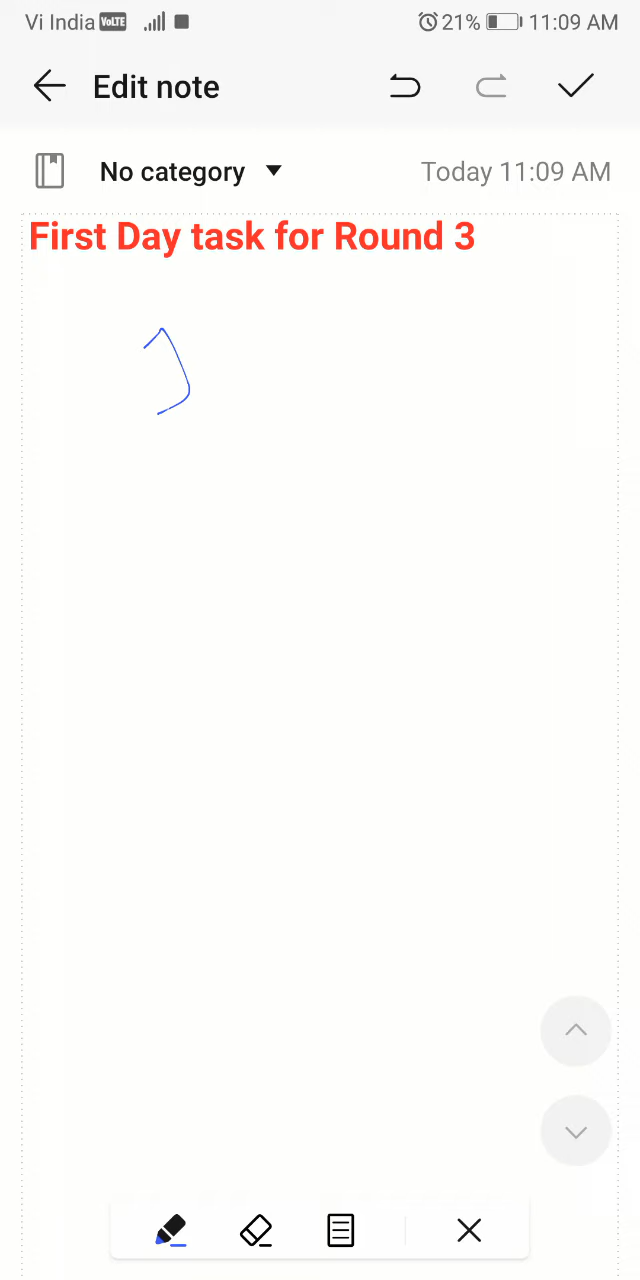 Vi India VoLTE 21% 11:09 AM
Edit note
No category Today 11:09 AM
First Day task for Round 3